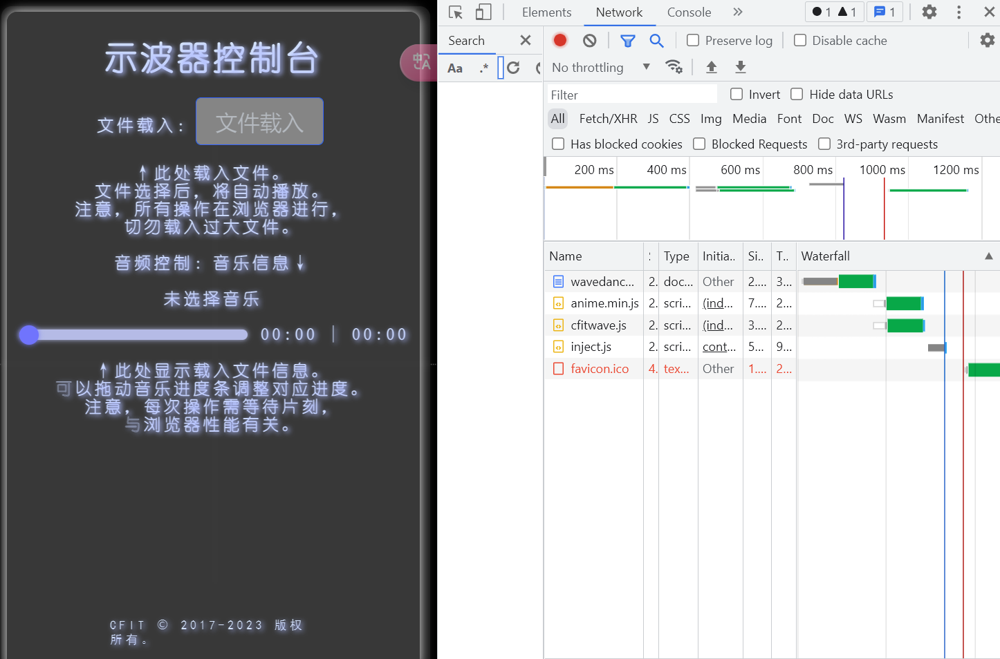 示波器控制台
文件载入：
文件载入
↑此处载入文件。
文件选择后，将自动播放。
注意，所有操作在浏览器进行，
切勿载入过大文件。
音频控制：音乐信息↓
未选择音乐
00:00 | 00:00
↑此处显示载入文件信息。
可以拖动音乐进度条调整对应进度。
注意，每次操作需等待片刻，
与浏览器性能有关。
CFIT © 2017-2023 版权
所有。
Elements Network Console 1 1 1
Search
Preserve log Disable cache
Aa .*
No throttling
Filter
Invert Hide data URLs
All Fetch/XHR JS CSS Img Media Font Doc WS Wasm Manifest Othe
Has blocked cookies Blocked Requests 3rd-party requests
200 ms 400 ms 600 ms 800 ms 1000 ms 1200 ms
Name Type Initia.. Si.. T.. Waterfall
wavedanc... 2. doc... Other 2.... 3...
anime.min.js 2. scri... (ind... 7.... 2...
cfitwave.js 2. scri... (ind... 3.... 2...
inject.js 2. scri... cont... 5... 9...
favicon.ico 4. tex... Other 1.... 2...